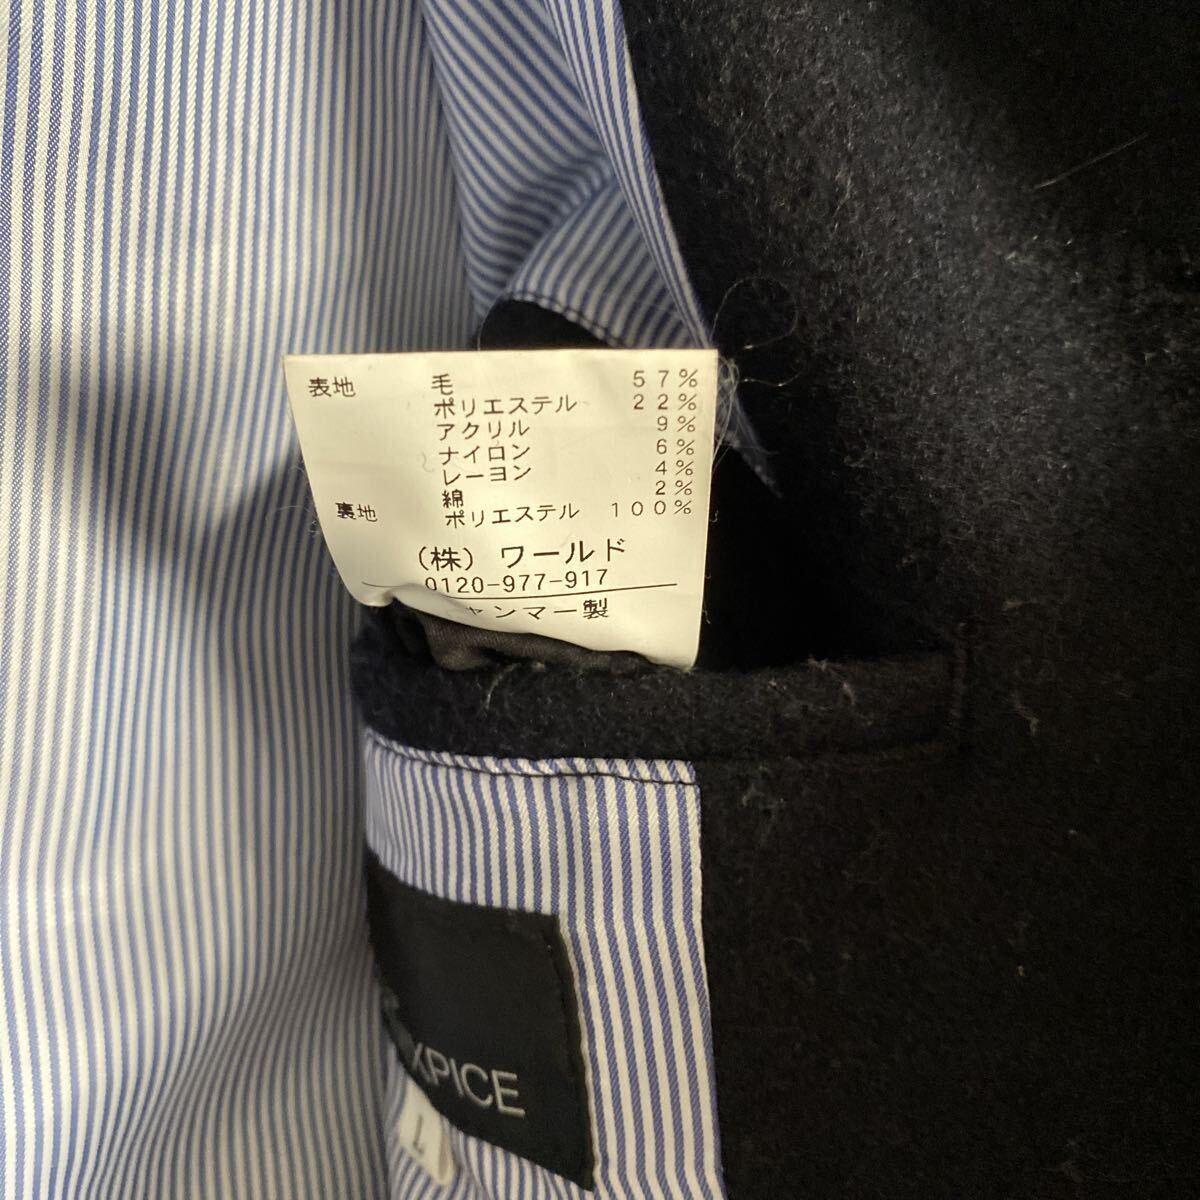 表地 毛 57%
ポリエステル 22%
アクリル 9%
ナイロン 6%
レーヨン 4%
綿 2%
裏地 ポリエステル 100%
(株) ワールド
0120-977-917
ャンマー製
XPICE
L